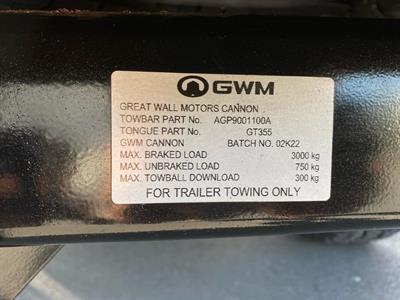 GWM
GREAT WALL MOTORS CANNON
TOWBAR PART No. AGP9001100A
TONGUE PART No. GT355
GWM CANNON BATCH NO. 02K22
MAX. BRAKED LOAD 3000 kg
MAX. UNBRAKED LOAD 750 kg
MAX. TOWBALL DOWNLOAD 300 kg
FOR TRAILER TOWING ONLY